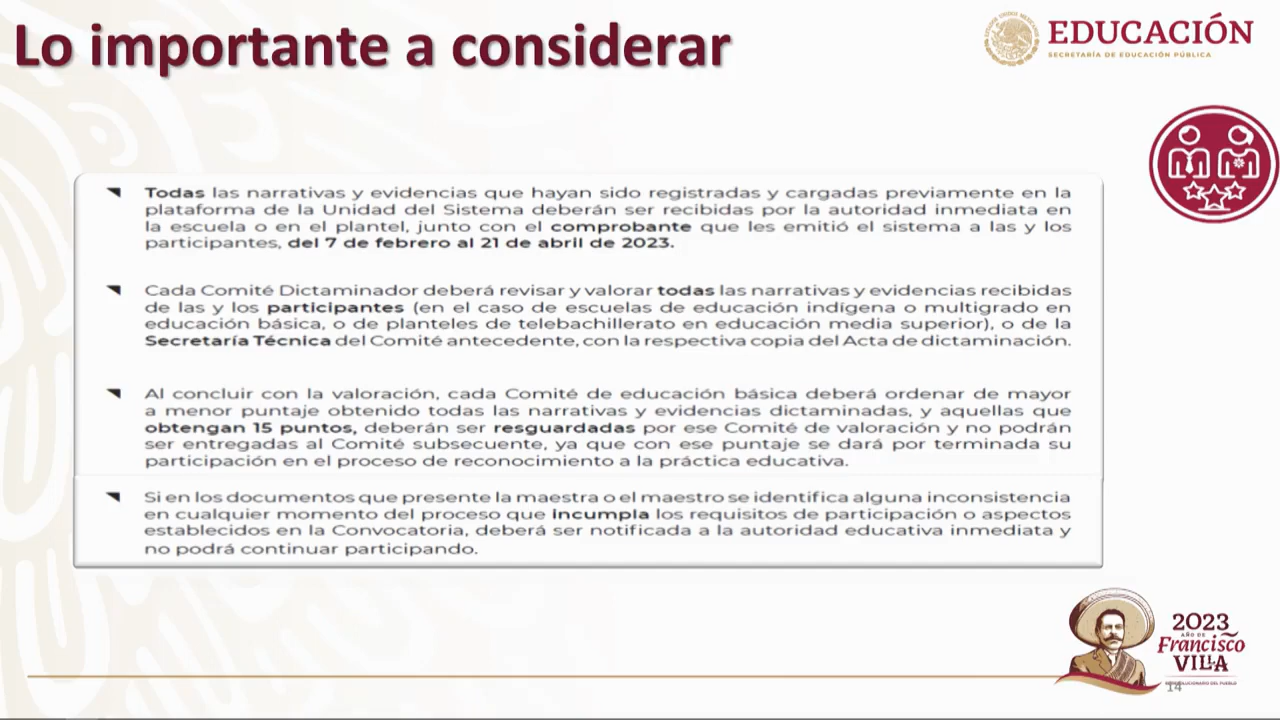 Lo importante a considerar
EDUCACIÓN
SECRETARÍA DE EDUCACIÓN PÚBLICA
Todas las narrativas y evidencias que hayan sido registradas y cargadas previamente en la
plataforma de la Unidad del Sistema deberán ser recibidas por la autoridad inmediata en
la escuela o en el plantel, junto con el comprobante que les emitió el sistema a las y los
participantes, del 7 de febrero al 21 de abril de 2023.
Cada Comité Dictaminador deberá revisar y valorar todas las narrativas y evidencias recibidas
de las y los participantes (en el caso de escuelas de educación indígena o multigrado en
educación básica, o de planteles de telebachillerato en educación media superior), o de la
Secretaría Técnica del Comité antecedente, con la respectiva copia del Acta de dictaminación.
Al concluir con la valoración, cada Comité de educación básica deberá ordenar de mayor
a menor puntaje obtenido todas las narrativas y evidencias dictaminadas, y aquellas que
obtengan 15 puntos, deberán ser resguardadas por ese Comité de valoración y no podrán
ser entregadas al Comité subsecuente, ya que con ese puntaje se dará por terminada su
participación en el proceso de reconocimiento a la práctica educativa.
Si en los documentos que presente la maestra o el maestro se identifica alguna inconsistencia
en cualquier momento del proceso que incumpla los requisitos de participación o aspectos
establecidos en la Convocatoria, deberá ser notificada a la autoridad educativa inmediata y
no podrá continuar participando.
2023
AÑO DE
Francisco
VILLA
14